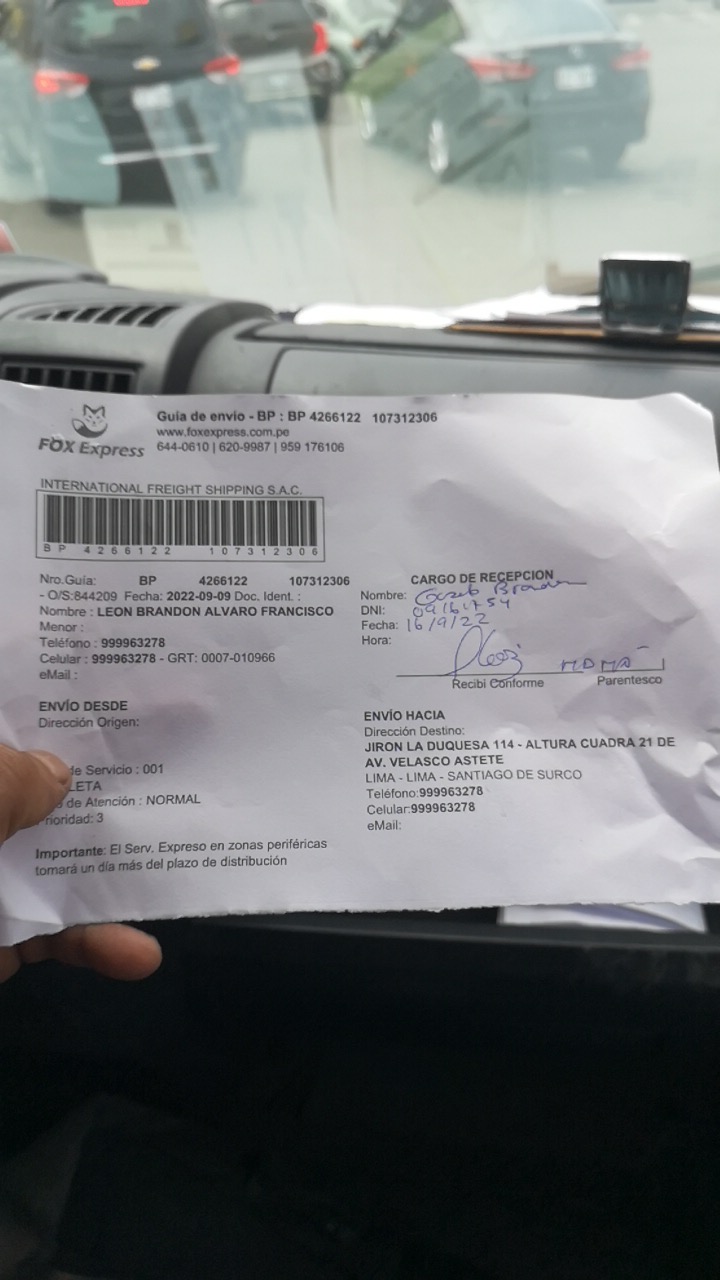 FOX Express
Guia de envio - BP : BP 4266122 107312306
www.foxexpress.com.pe
644-0610 | 620-9987 | 959 176106
INTERNATIONAL FREIGHT SHIPPING S.A.C.
BP 4266122 107312306
Nro.Guía: BP 4266122 107312306
- O/S:844209 Fecha: 2022-09-09 Doc. Ident. :
Nombre : LEON BRANDON ALVARO FRANCISCO
Menor :
Teléfono : 999963278
Celular : 999963278 - GRT: 0007-010966
eMail :
CARGO DE RECEPCION
Nombre: Brandon
DNI:
Fecha: 16/9/22
Hora:
MAMÁ
Recibi Conforme Parentesco
ENVÍO DESDE
Dirección Origen:
de Servicio : 001
LETA
de Atención : NORMAL
rioridad: 3
Importante: El Serv. Expreso en zonas periféricas
tomará un día más del plazo de distribución
ENVÍO HACIA
Dirección Destino:
JIRON LA DUQUESA 114 - ALTURA CUADRA 21 DE
AV. VELASCO ASTETE
LIMA - LIMA - SANTIAGO DE SURCO
Teléfono:999963278
Celular:999963278
eMail: